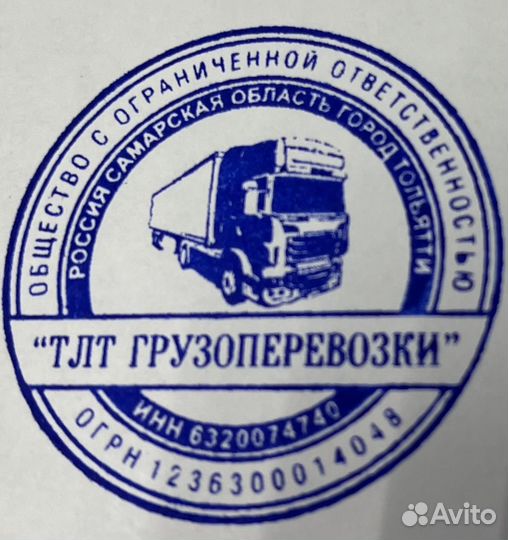 ОБЩЕСТВО С ОГРАНИЧЕННОЙ ОТВЕТСТВЕННОСТЬЮ
РОССИЯ САМАРСКАЯ ОБЛАСТЬ ГОРОД ТОЛЬЯТТИ
“ТЛТ ГРУЗОПЕРЕВОЗКИ”
ИНН 6320074740
ОГРН 1236300014048
Avito